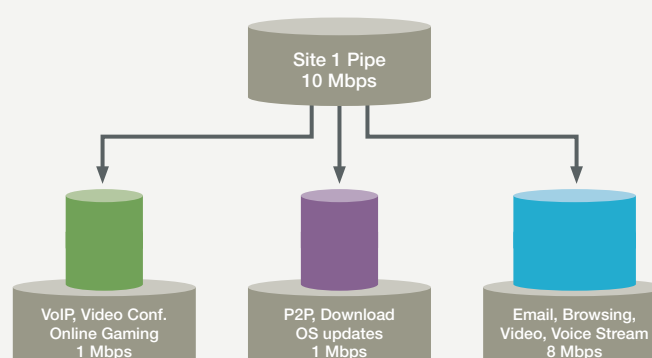 Site 1 Pipe
10 Mbps
VoIP, Video Conf.
Online Gaming
1 Mbps
P2P, Download
OS updates
1 Mbps
Email, Browsing,
Video, Voice Stream
8 Mbps